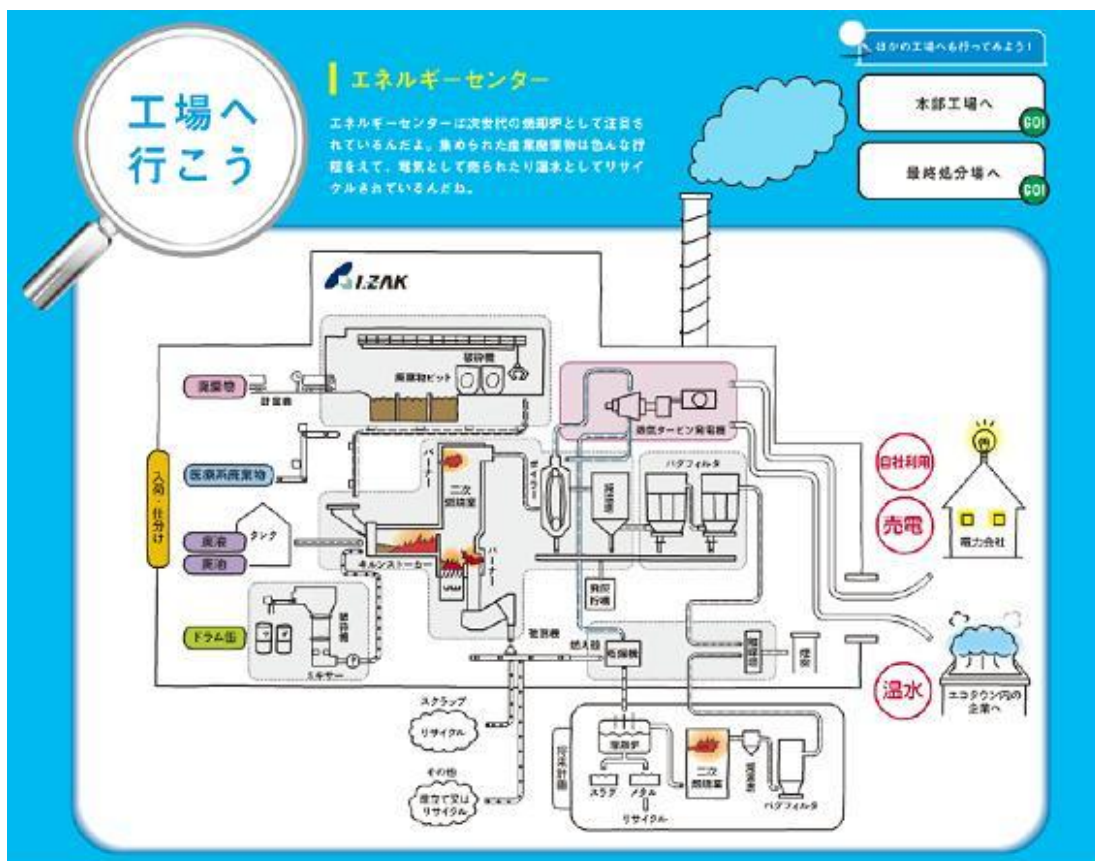 工場へ
行こう
エネルギーセンター
エネルギーセンターは次世代の焼却炉として注目さ
れているんだよ。集められた産業廃棄物は色んな行
程をえて、電気として売られたり温水としてリサイ
クルされているんだね。
ほかの工場へも行ってみよう!
本部工場へ
GO!
最終処分場へ
GO!
I.ZAK
破砕機
廃棄物ピット
廃棄物
計量機
蒸気タービン発電機
医療系廃棄物
入荷・仕分け
バーナー
二次
燃焼室
ボイラー
減温塔
バグフィルタ
自社利用
売電
電力会社
廃液
廃油
タンク
キルンストーカー
バーナー
ドラム缶
破砕機
ミキサー
乾燥機
煙突
温水
エコタウン内の
企業へ
スクラップ
リサイクル
その他
埋立て又は
リサイクル
将来計画
溶融炉
スラグ
メタル
リサイクル
二次
燃焼室
減温塔
バグフィルタ